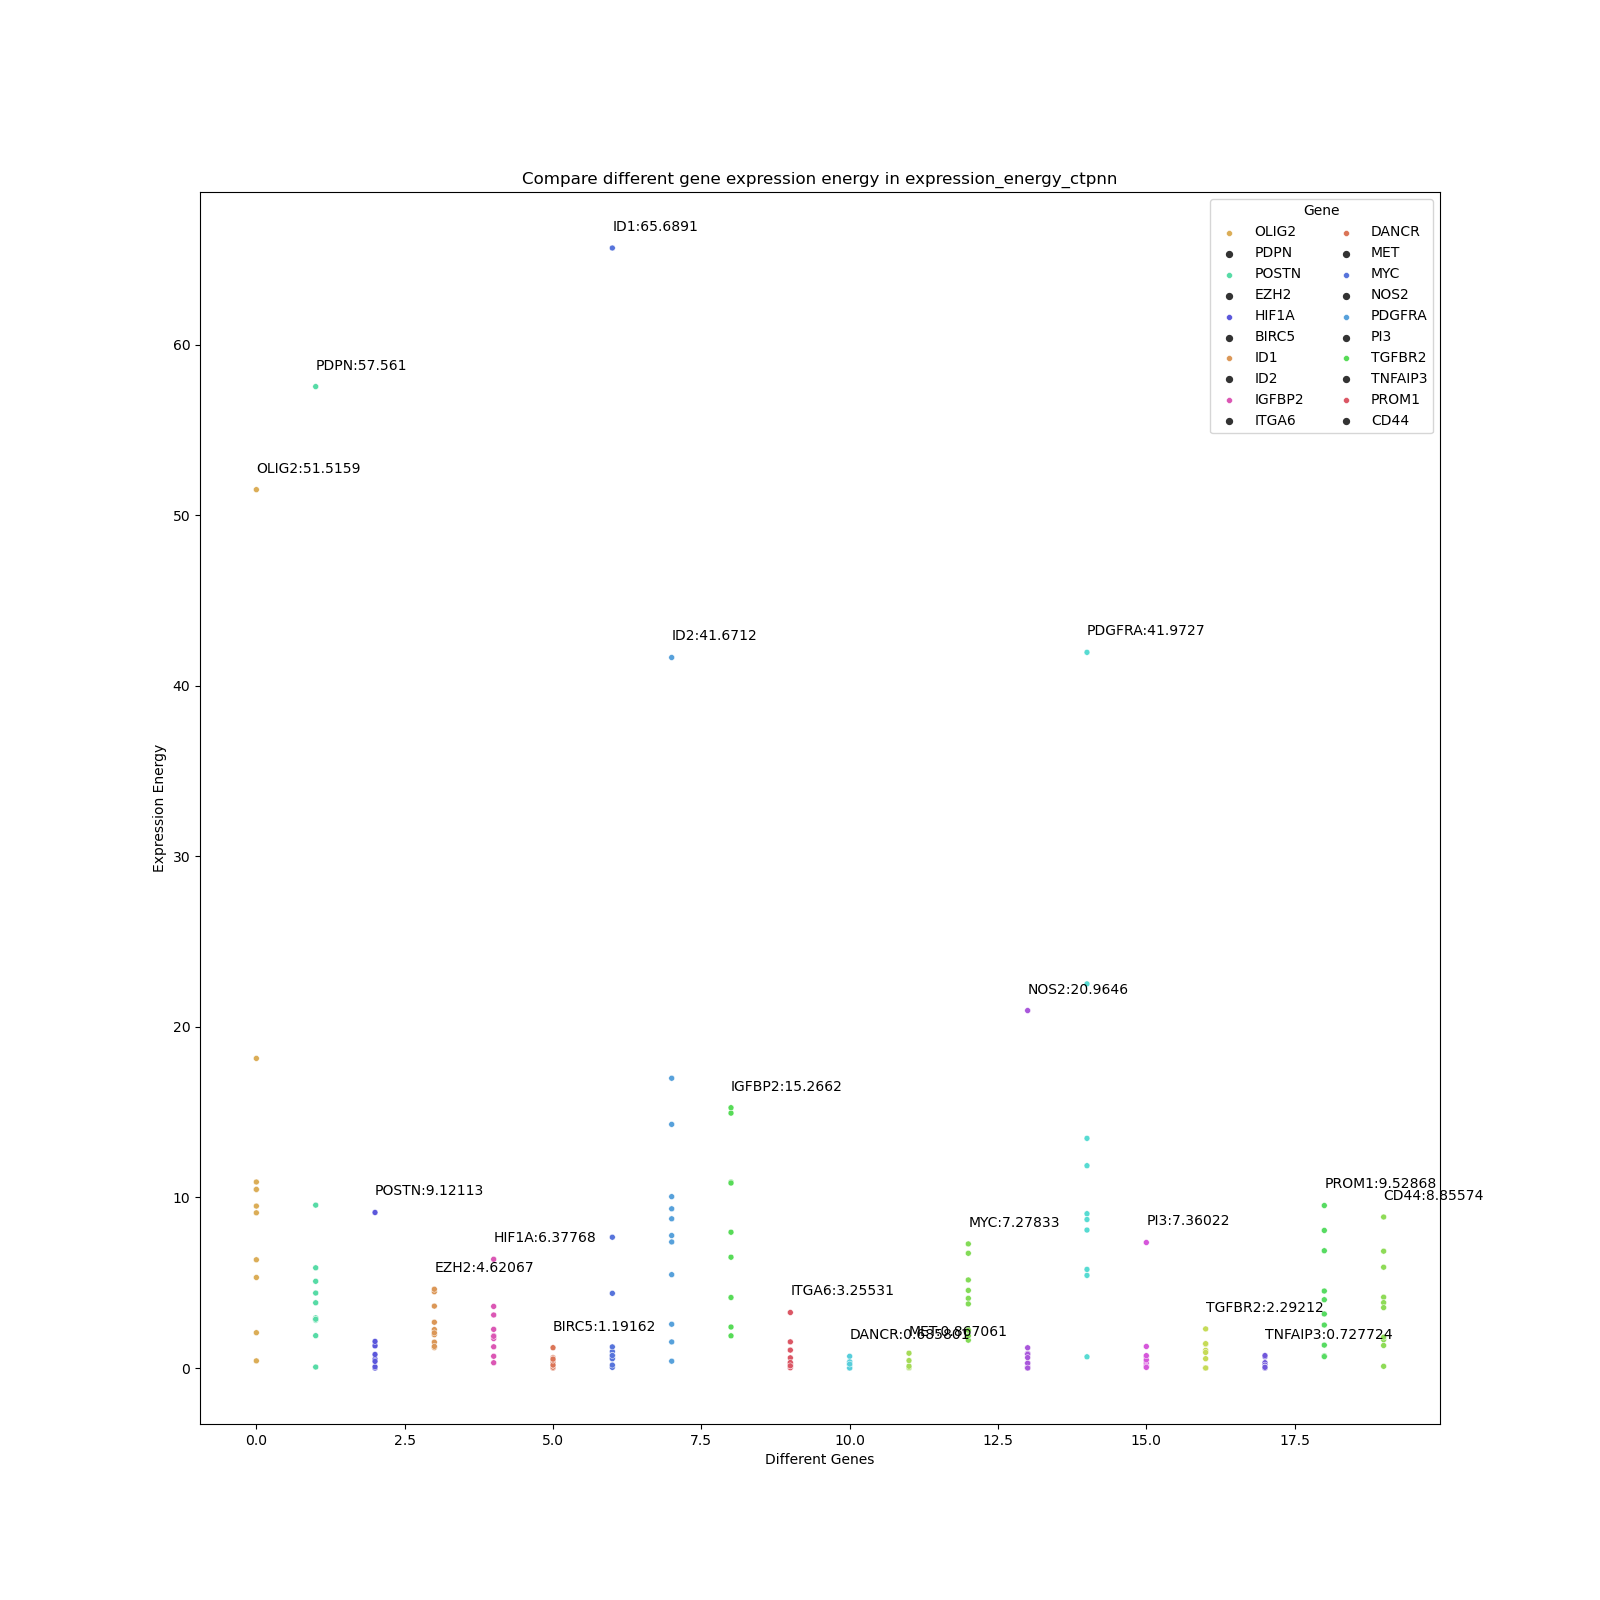 Compare different gene expression energy in expression_energy_ctpnn
Gene
OLIG2
PDPN
POSTN
EZH2
HIF1A
BIRC5
ID1
ID2
IGFBP2
ITGA6
DANCR
MET
MYC
NOS2
PDGFRA
PI3
TGFBR2
TNFAIP3
PROM1
CD44
ID1:65.6891
PDPN:57.561
OLIG2:51.5159
ID2:41.6712
PDGFRA:41.9727
NOS2:20.9646
IGFBP2:15.2662
POSTN:9.12113
PROM1:9.52868
CD44:8.85574
MYC:7.27833
PI3:7.36022
HIF1A:6.37768
EZH2:4.62067
ITGA6:3.25531
TGFBR2:2.29212
BIRC5:1.19162
DANCR:0.685801
MET:0.867061
TNFAIP3:0.727724
Expression Energy
60
50
40
30
20
10
0
0.0
2.5
5.0
7.5
10.0
12.5
15.0
17.5
Different Genes